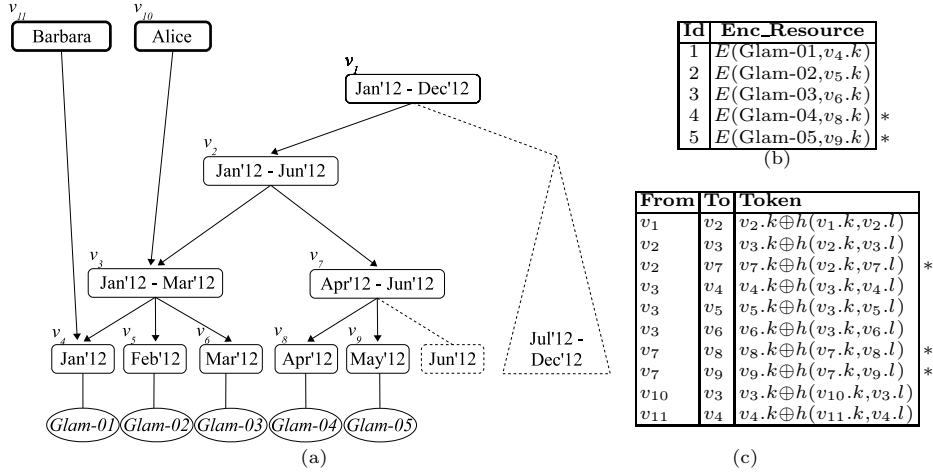 v11
Barbara
v10
Alice
v1
Jan'12 - Dec'12
v2
Jan'12 - Jun'12
v3
Jan'12 - Mar'12
v7
Apr'12 - Jun'12
v4
Jan'12
v5
Feb'12
v6
Mar'12
v8
Apr'12
v9
May'12
Jun'12
Jul'12 -
Dec'12
Glam-01
Glam-02
Glam-03
Glam-04
Glam-05
(a)
Id Enc_Resource
1 E(Glam-01,v4.k)
2 E(Glam-02,v5.k)
3 E(Glam-03,v6.k)
4 E(Glam-04,v8.k) *
5 E(Glam-05,v9.k) *
(b)
From To Token
v1 v2 v2.k⊕h(v1.k,v2.l)
v2 v3 v3.k⊕h(v2.k,v3.l)
v2 v7 v7.k⊕h(v2.k,v7.l) *
v3 v4 v4.k⊕h(v3.k,v4.l)
v3 v5 v5.k⊕h(v3.k,v5.l)
v3 v6 v6.k⊕h(v3.k,v6.l)
v7 v8 v8.k⊕h(v7.k,v8.l) *
v7 v9 v9.k⊕h(v7.k,v9.l) *
v10 v3 v3.k⊕h(v10.k,v3.l)
v11 v4 v4.k⊕h(v11.k,v4.l)
(c)